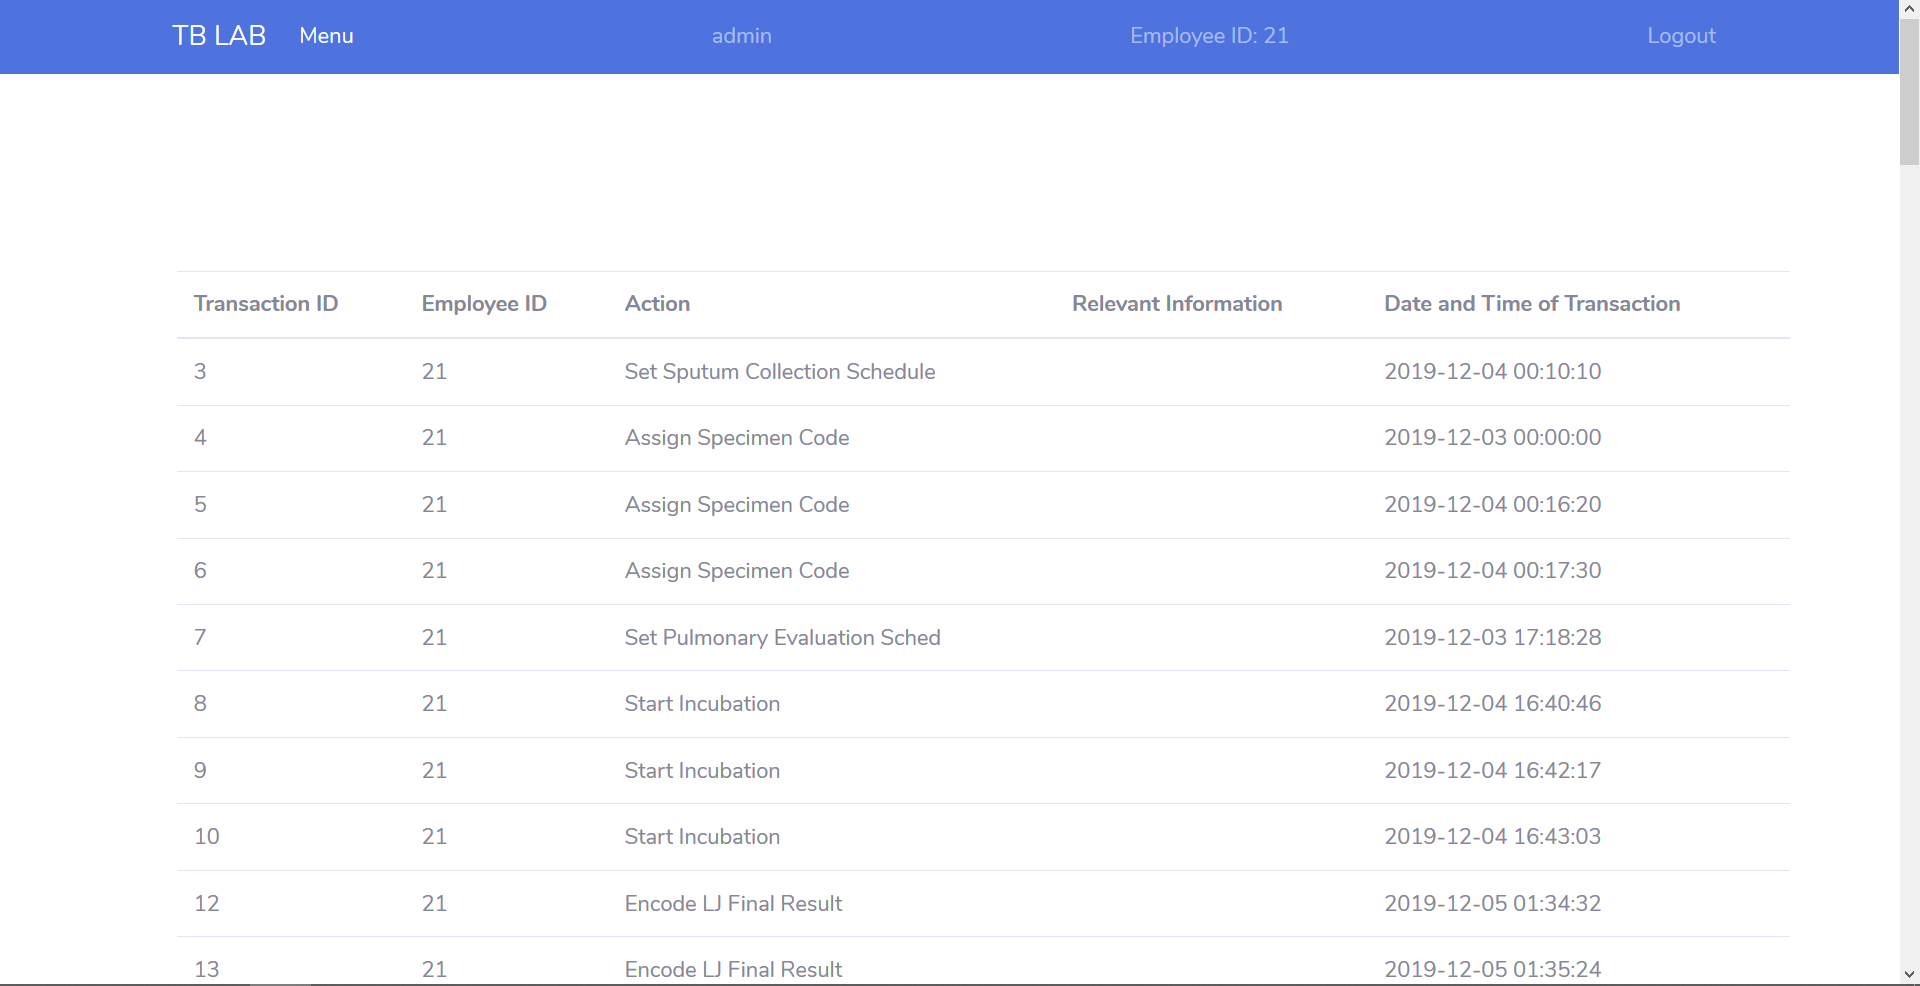 TB LAB Menu admin Employee ID: 21 Logout
Transaction ID Employee ID Action Relevant Information Date and Time of Transaction
3 21 Set Sputum Collection Schedule 2019-12-04 00:10:10
4 21 Assign Specimen Code 2019-12-03 00:00:00
5 21 Assign Specimen Code 2019-12-04 00:16:20
6 21 Assign Specimen Code 2019-12-04 00:17:30
7 21 Set Pulmonary Evaluation Sched 2019-12-03 17:18:28
8 21 Start Incubation 2019-12-04 16:40:46
9 21 Start Incubation 2019-12-04 16:42:17
10 21 Start Incubation 2019-12-04 16:43:03
12 21 Encode LJ Final Result 2019-12-05 01:34:32
13 21 Encode LJ Final Result 2019-12-05 01:35:24